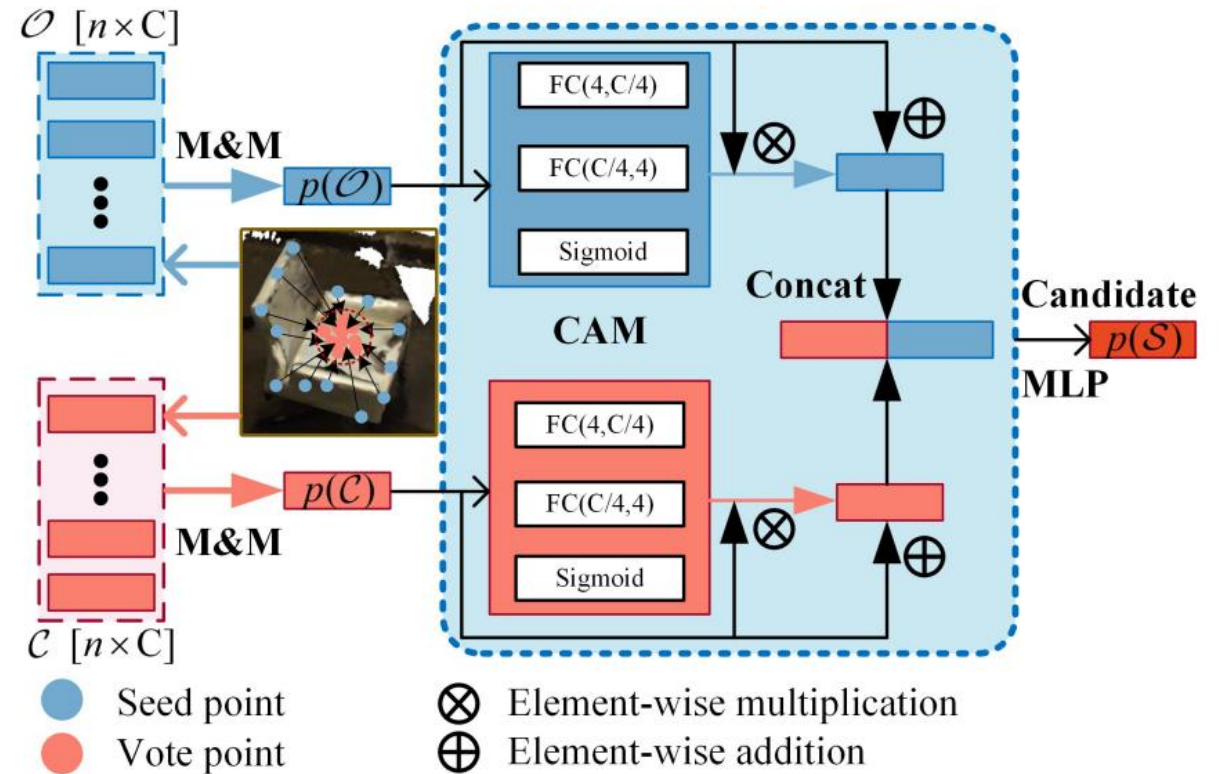 𝒪 [n×C]
M&M
p(𝒪)
FC(4,C/4)
FC(C/4,4)
Sigmoid
⊗
⊕
Concat
CAM
Candidate
p(𝒮)
MLP
FC(4,C/4)
FC(C/4,4)
Sigmoid
⊗
⊕
p(𝒞)
M&M
𝒞 [n×C]
Seed point
⊗ Element-wise multiplication
Vote point
⊕ Element-wise addition